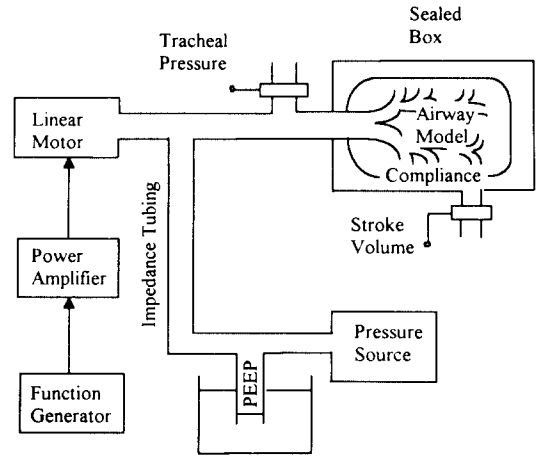 Sealed
Box
Tracheal
Pressure
Linear
Motor
Airway
Model
Compliance
Stroke
Volume
Impedance Tubing
Power
Amplifier
Pressure
Source
PEEP
Function
Generator